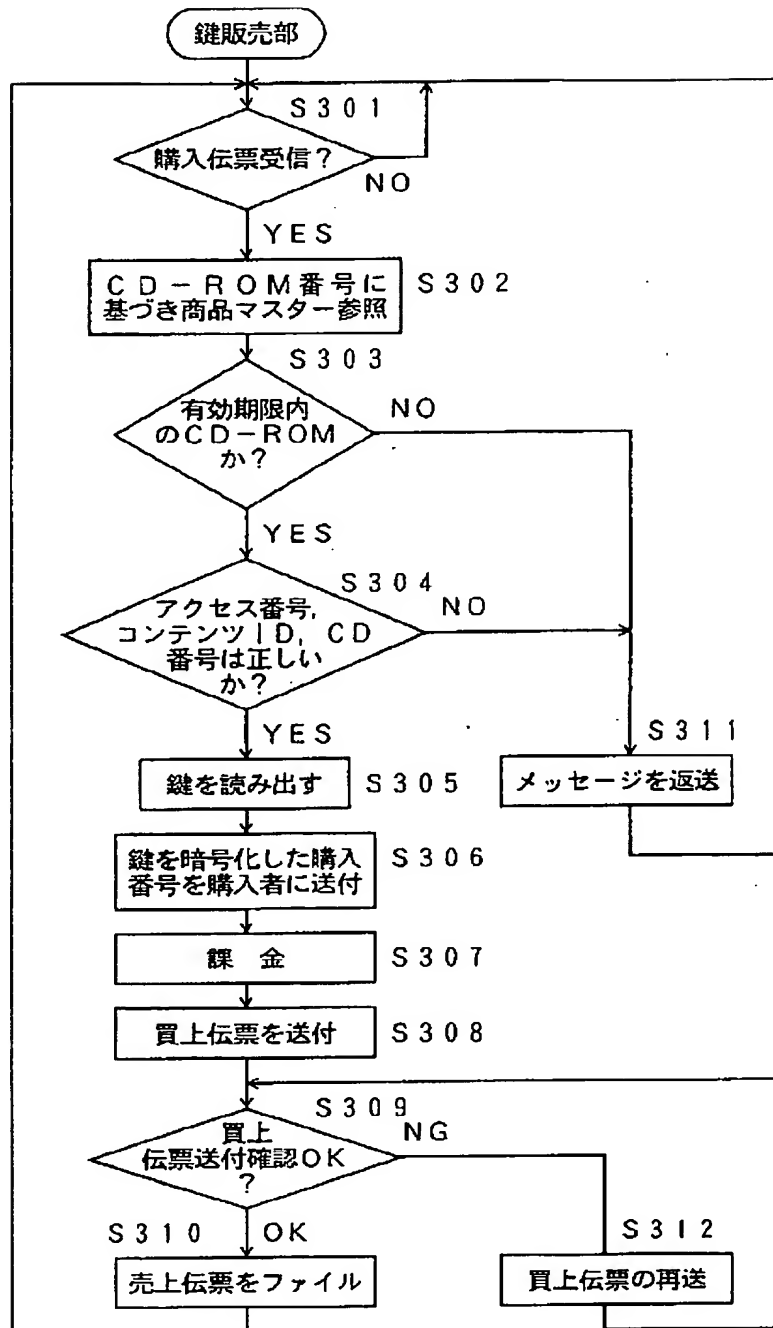 鍵販売部
S301
購入伝票受信?
NO
YES
CD-ROM番号に
基づき商品マスター参照
S302
S303
有効期限内
のCD-ROM
か?
NO
YES
S304
アクセス番号,
コンテンツID, CD
番号は正しい
か?
NO
YES
S311
鍵を読み出す
S305
メッセージを返送
鍵を暗号化した購入
番号を購入者に送付
S306
課 金
S307
買上伝票を送付
S308
S309
買上
伝票送付確認OK
?
NG
S310
OK
S312
売上伝票をファイル
買上伝票の再送